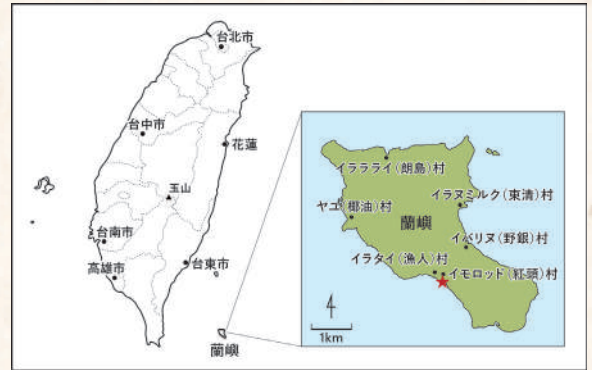 台北市
台中市
花蓮
玉山
台南市
高雄市
台東市
蘭嶼
イララライ(朗島)村
イラヌミルク(東清)村
ヤユ(椰油)村
蘭嶼
イバリヌ(野銀)村
イラタイ(漁人)村
イモロッド(紅頭)村
1km